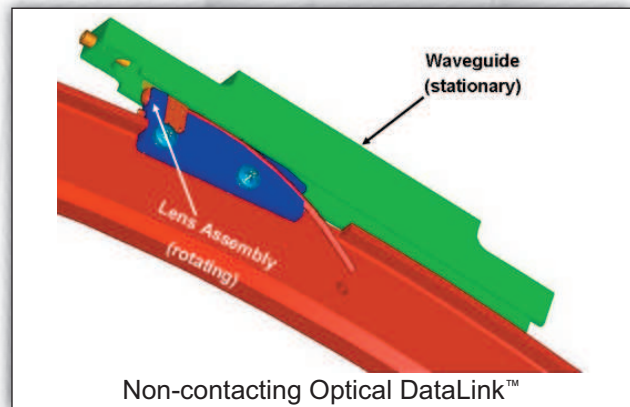 Waveguide
(stationary)
Lens Assembly
(rotating)
Non-contacting Optical DataLink™